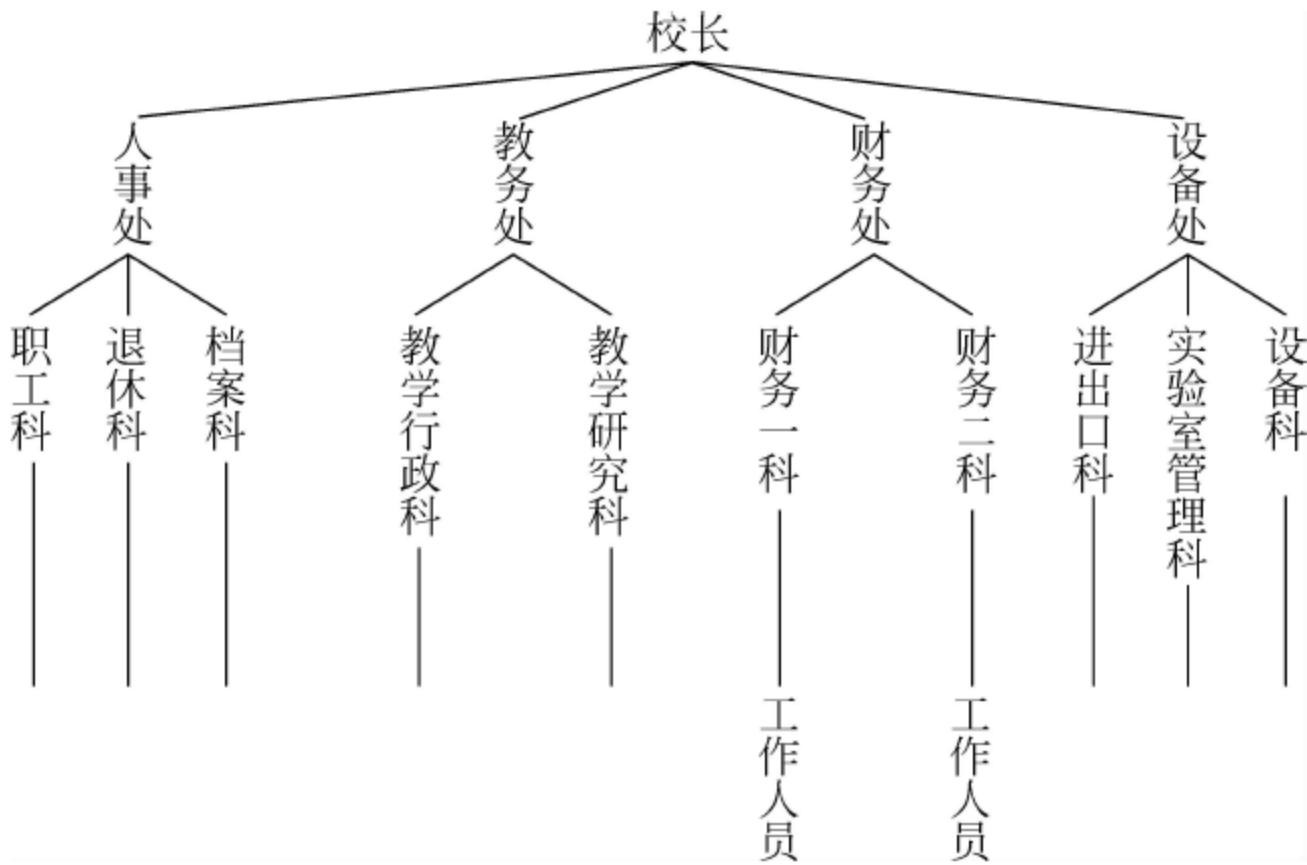 校长
人事处
教务处
财务处
设备处
职工科
退休科
档案科
教学行政科
教学研究科
财务一科
财务二科
进出口科
实验室管理科
设备科
工作人员
工作人员